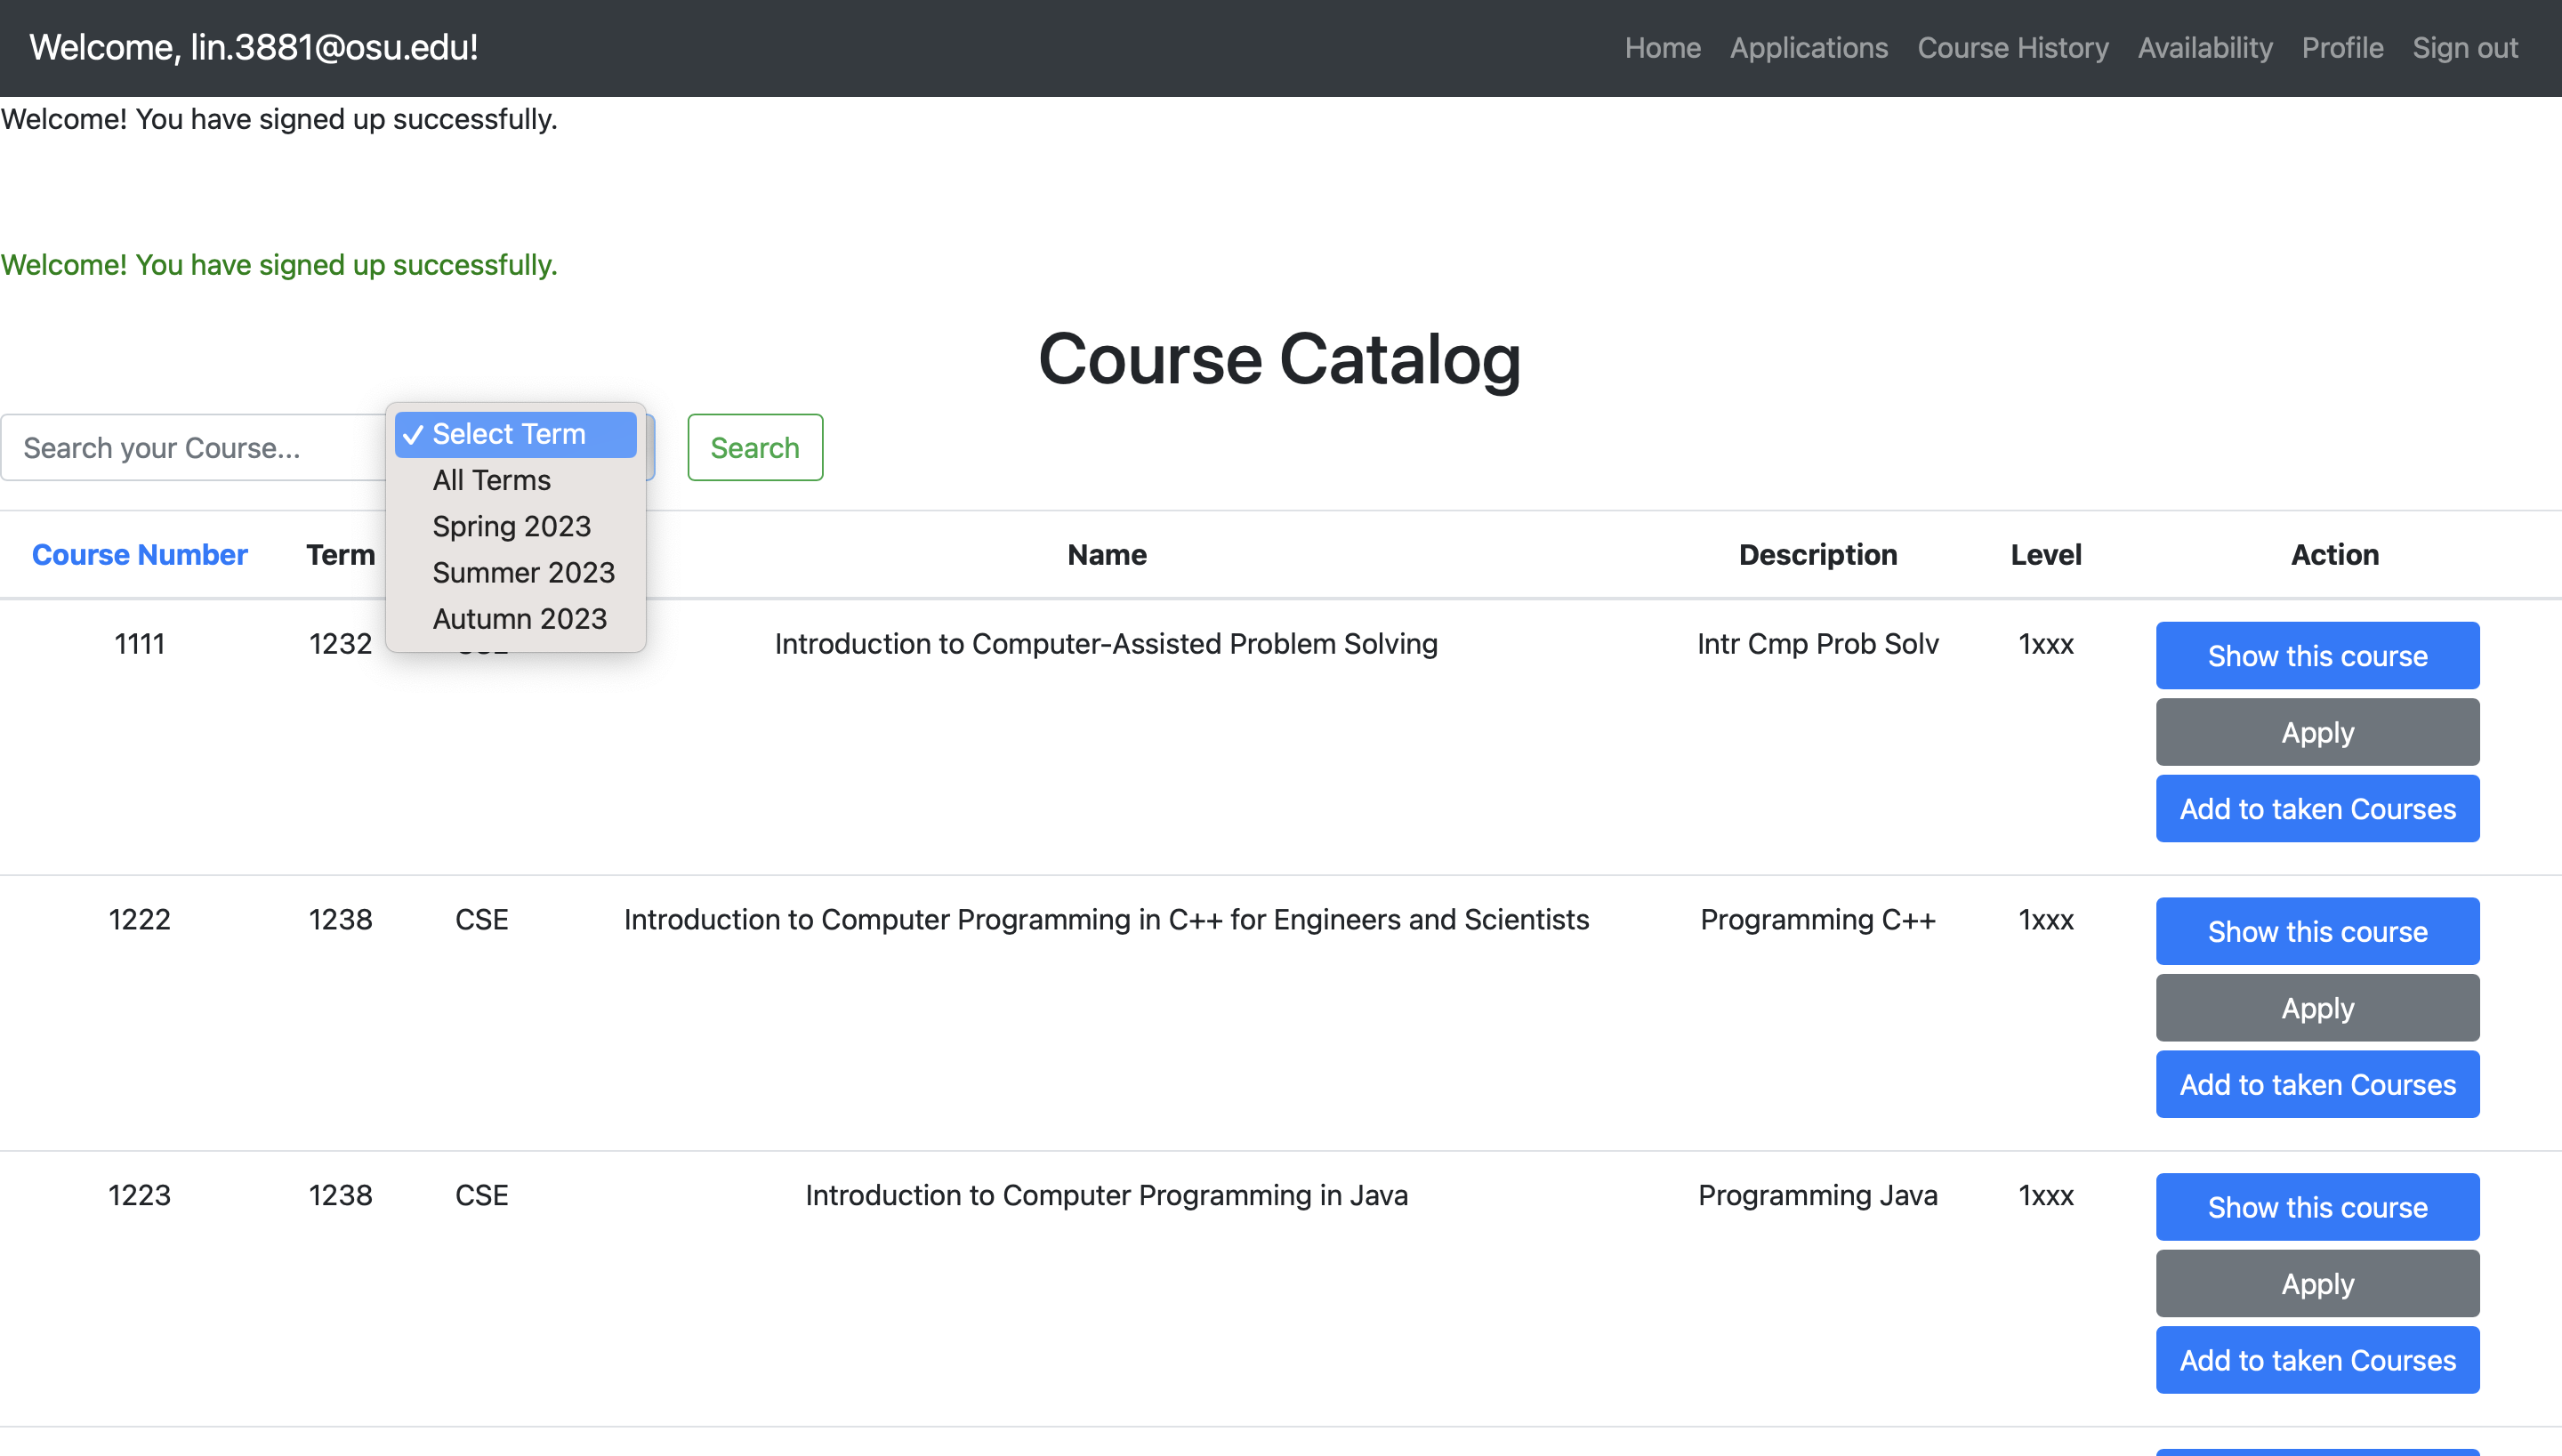 Welcome, lin.3881@osu.edu!
Home Applications Course History Availability Profile Sign out
Welcome! You have signed up successfully.
Welcome! You have signed up successfully.
Course Catalog
Search your Course...
✓ Select Term
All Terms
Spring 2023
Summer 2023
Autumn 2023
Search
Course Number Term Name Description Level Action
1111 1232 Introduction to Computer-Assisted Problem Solving Intr Cmp Prob Solv 1xxx
Show this course
Apply
Add to taken Courses
1222 1238 CSE Introduction to Computer Programming in C++ for Engineers and Scientists Programming C++ 1xxx
Show this course
Apply
Add to taken Courses
1223 1238 CSE Introduction to Computer Programming in Java Programming Java 1xxx
Show this course
Apply
Add to taken Courses